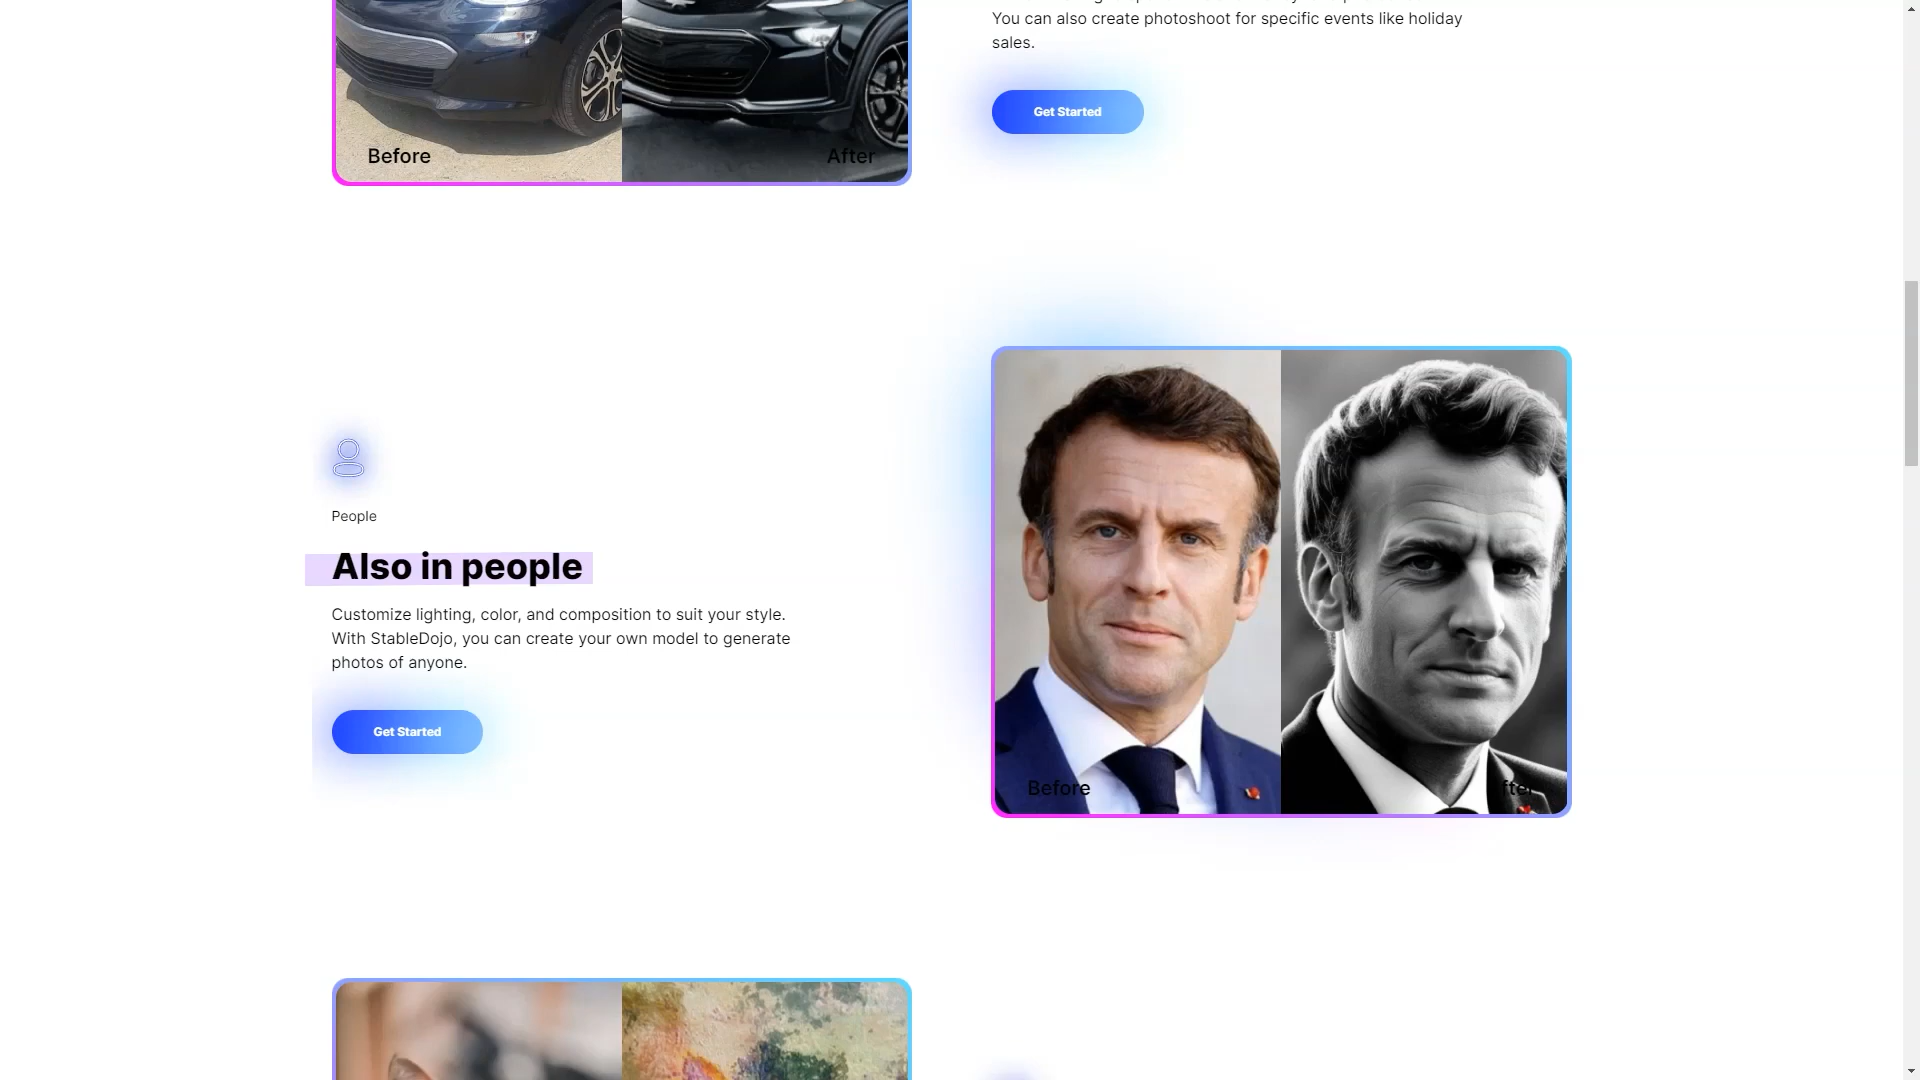 You can also create photoshoot for specific events like holiday
sales.
Get Started
Before
After
People
Also in people
Customize lighting, color, and composition to suit your style.
With StableDojo, you can create your own model to generate
photos of anyone.
Get Started
Before